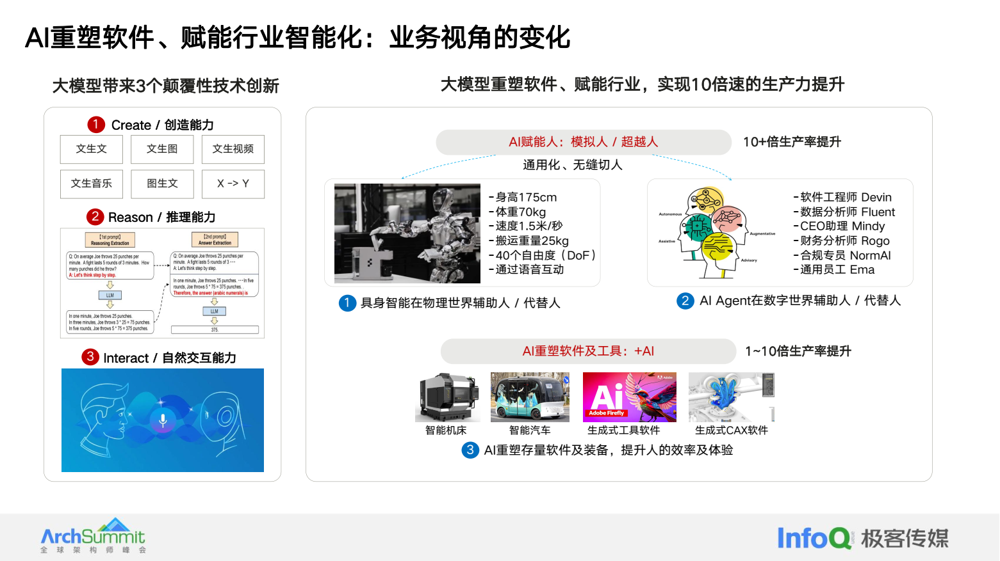 AI重塑软件、赋能行业智能化：业务视角的变化
大模型带来3个颠覆性技术创新
1 Create / 创造能力
文生文 文生图 文生视频
文生音乐 图生文 X -> Y
2 Reason / 推理能力
【1st prompt】
Reasoning Extraction
Q: On average Joe throws 25 punches per
minute. A fight lasts 5 rounds of 3 minutes. How
many punches did he throw?
A: Let's think step by step.
LLM
In one minute, Joe throws 25 punches.
In three minutes, Joe throws 3 * 25 = 75 punches.
In five rounds, Joe throws 5 * 75 = 375 punches.
【2nd prompt】
Answer Extraction
Q: On average Joe throws 25 punches per
minute. A fight lasts 5 rounds of 3 ···
A: Let's think step by step.
In one minute, Joe throws 25 punches. ···In five
rounds, Joe throws 5 * 75 = 375 punches. .
Therefore, the answer (arabic numerals) is
LLM
375.
3 Interact / 自然交互能力
大模型重塑软件、赋能行业，实现10倍速的生产力提升
AI赋能人：模拟人 / 超越人
10+倍生产率提升
通用化、无缝切人
-身高175cm
-体重70kg
-速度1.5米/秒
-搬运重量25kg
-40个自由度（DoF）
-通过语音互动
1 具身智能在物理世界辅助人 / 代替人
Autonomous
Augmentative
Assistive
Advisory
-软件工程师 Devin
-数据分析师 Fluent
-CEO助理 Mindy
-财务分析师 Rogo
-合规专员 NormAI
-通用员工 Ema
2 AI Agent在数字世界辅助人 / 代替人
AI重塑软件及工具：+AI
1~10倍生产率提升
Adobe
Ai
Adobe Firefly
智能机床 智能汽车 生成式工具软件 生成式CAX软件
3 AI重塑存量软件及装备，提升人的效率及体验
ArchSummit
全球架构师峰会
InfoQ 极客传媒